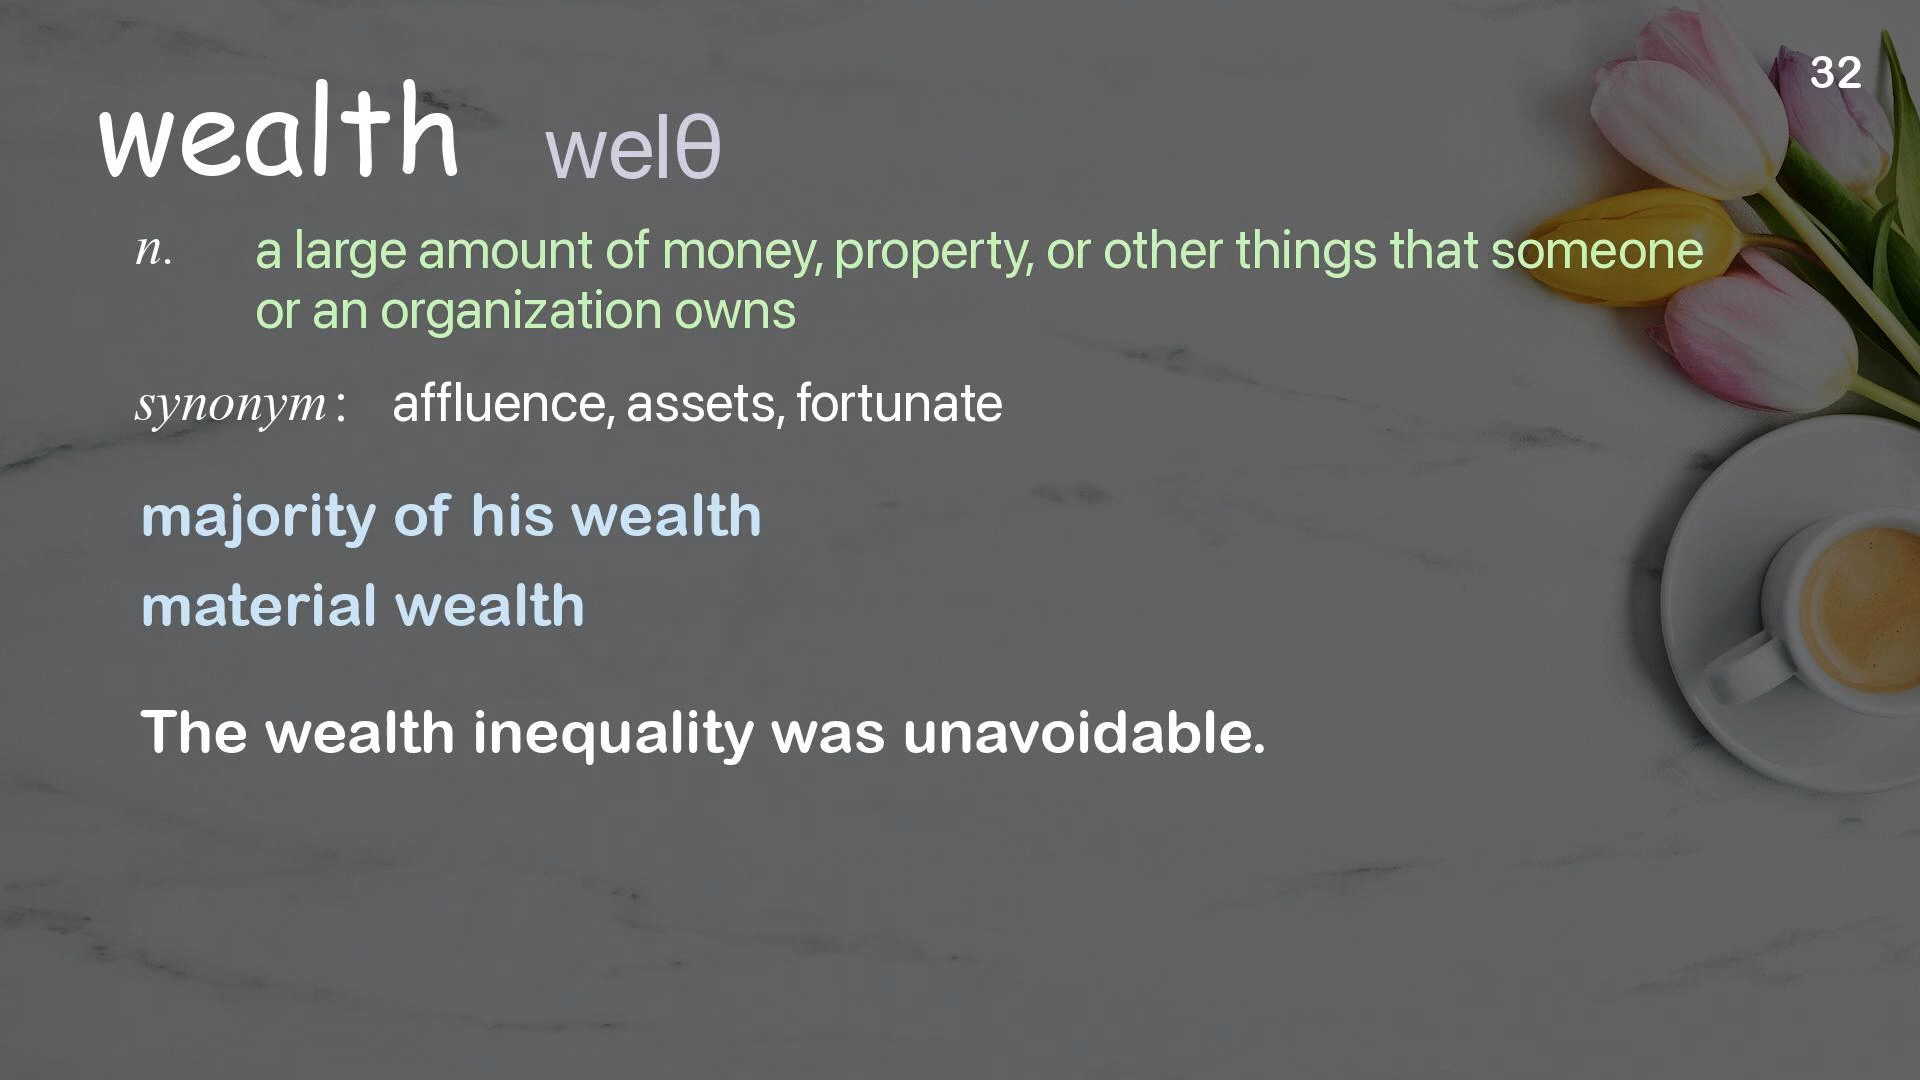 32
wealth welθ
n. a large amount of money, property, or other things that someone
or an organization owns
synonym: affluence, assets, fortunate
majority of his wealth
material wealth
The wealth inequality was unavoidable.